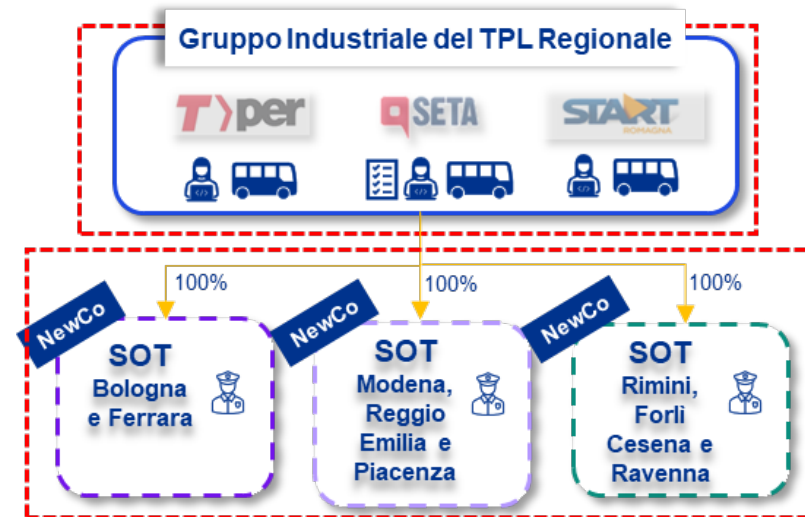 Gruppo Industriale del TPL Regionale
T>per
SETA
START
ROMAGNA
100%
100%
100%
NewCo
NewCo
NewCo
SOT
Bologna
e Ferrara
SOT
Modena,
Reggio
Emilia e
Piacenza
SOT
Rimini,
Forlì
Cesena e
Ravenna